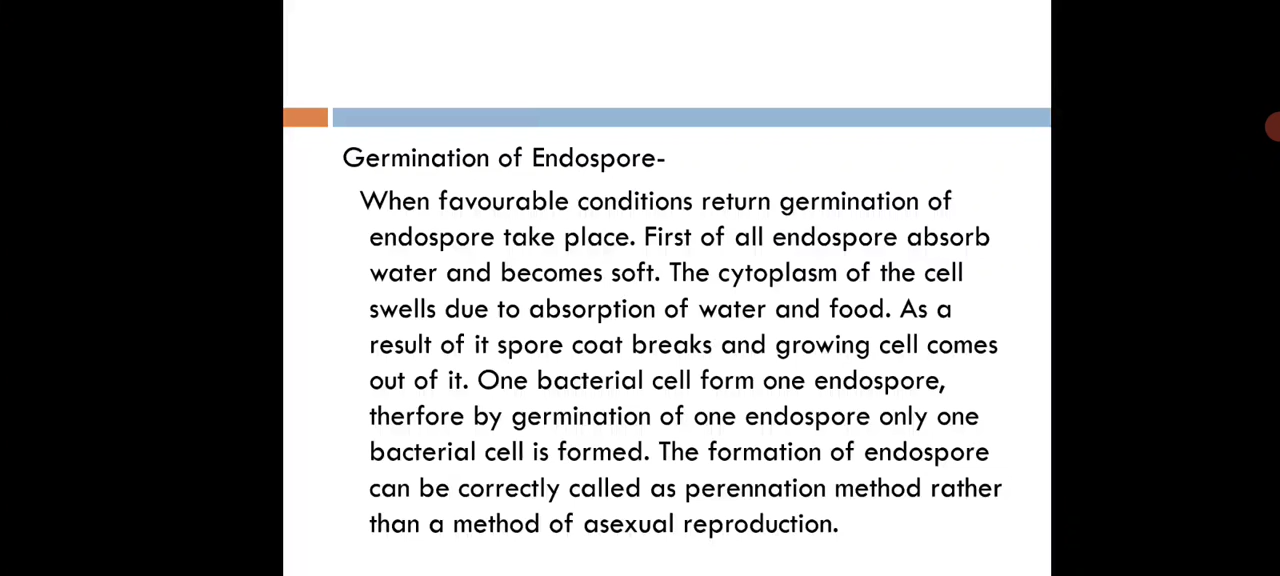 Germination of Endospore-
When favourable conditions return germination of
endospore take place. First of all endospore absorb
water and becomes soft. The cytoplasm of the cell
swells due to absorption of water and food. As a
result of it spore coat breaks and growing cell comes
out of it. One bacterial cell form one endospore,
therfore by germination of one endospore only one
bacterial cell is formed. The formation of endospore
can be correctly called as perennation method rather
than a method of asexual reproduction.